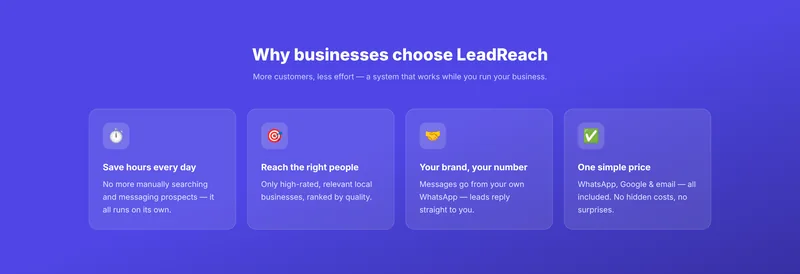 Why businesses choose LeadReach
More customers, less effort — a system that works while you run your business.
Save hours every day
No more manually searching
and messaging prospects — it
all runs on its own.
Reach the right people
Only high-rated, relevant local
businesses, ranked by quality.
Your brand, your number
Messages go from your own
WhatsApp — leads reply
straight to you.
One simple price
WhatsApp, Google & email — all
included. No hidden costs, no
surprises.